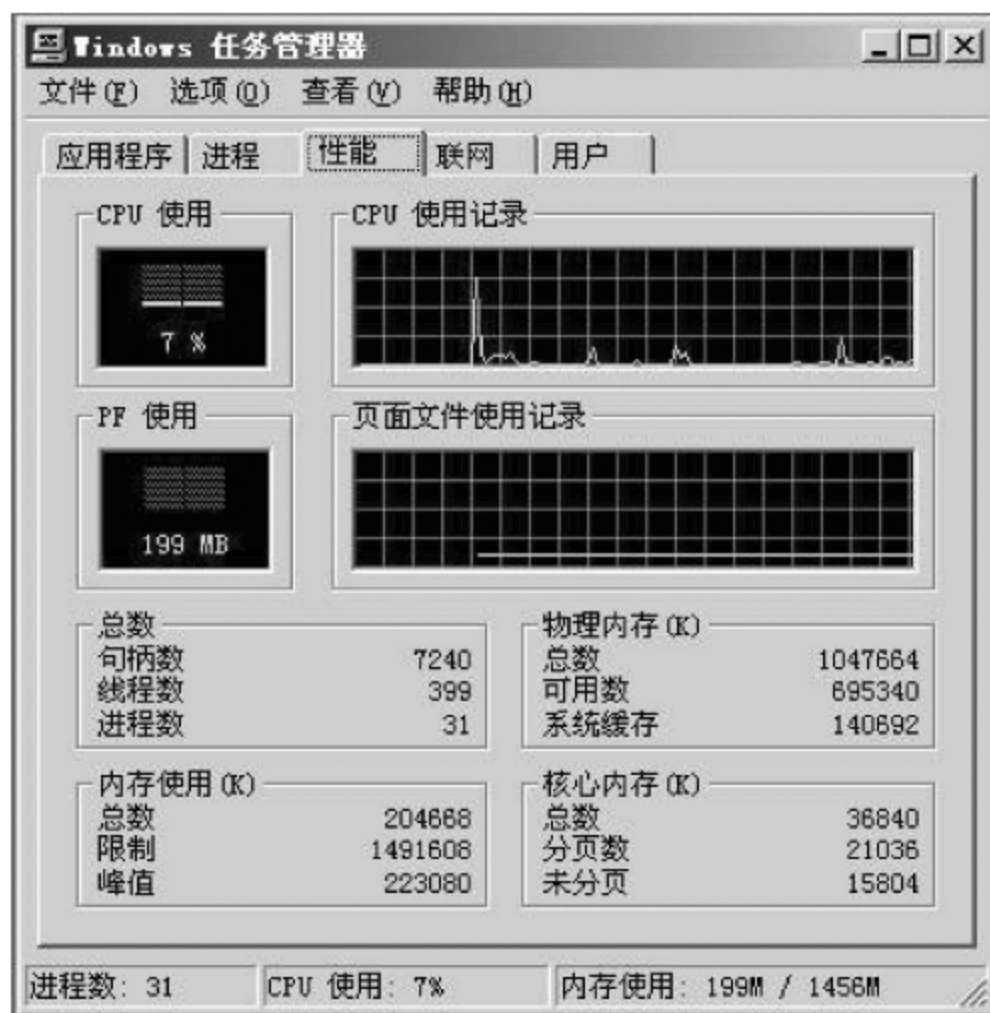 Windows 任务管理器
文件(F) 选项(O) 查看(V) 帮助(H)
应用程序 进程 性能 联网 用户
CPU 使用
CPU 使用记录
7 %
PF 使用
页面文件使用记录
199 MB
总数
句柄数 7240
线程数 399
进程数 31
物理内存(K)
总数 1047664
可用数 695340
系统缓存 140692
内存使用(K)
总数 204668
限制 1491608
峰值 223080
核心内存(K)
总数 36840
分页数 21036
未分页 15804
进程数: 31 CPU 使用: 7% 内存使用: 199M / 1456M